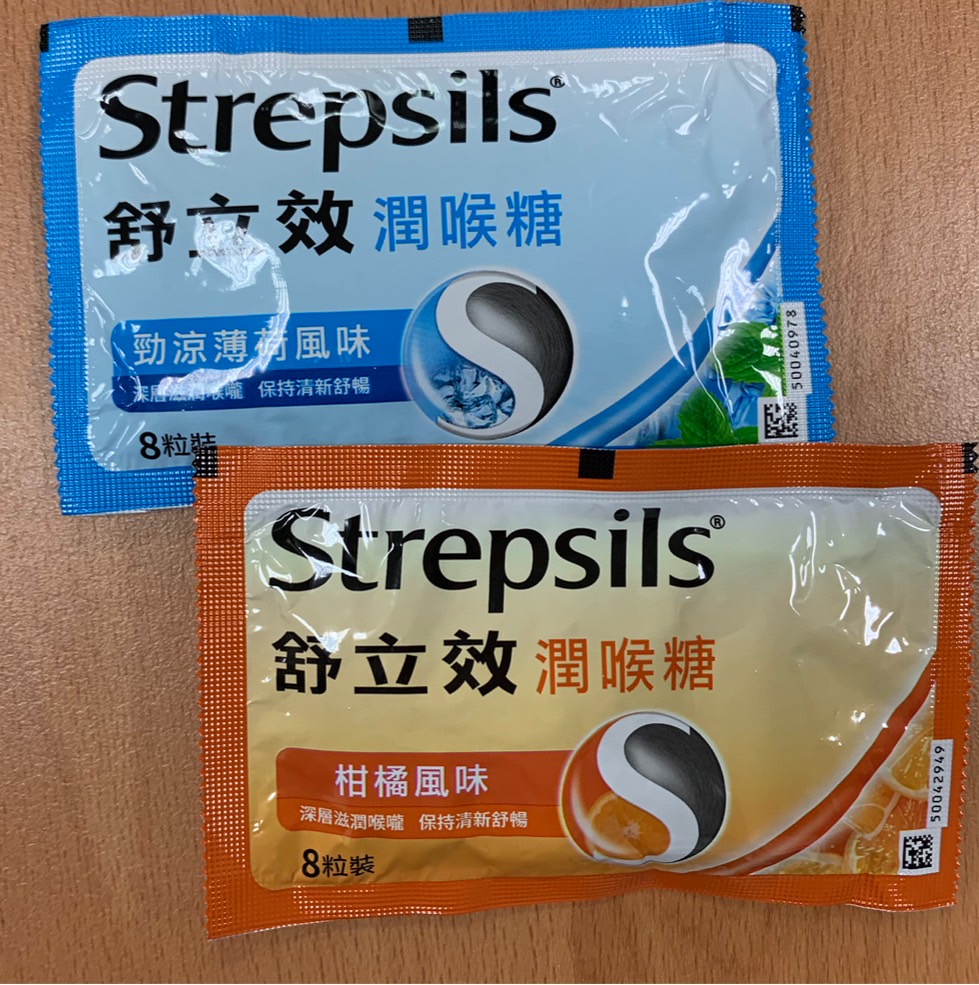 Strepsils®
舒立效 潤喉糖
勁涼薄荷風味
深層滋潤喉嚨 保持清新舒暢
8粒裝
50040978
Strepsils®
舒立效 潤喉糖
柑橘風味
深層滋潤喉嚨 保持清新舒暢
8粒裝
50042949